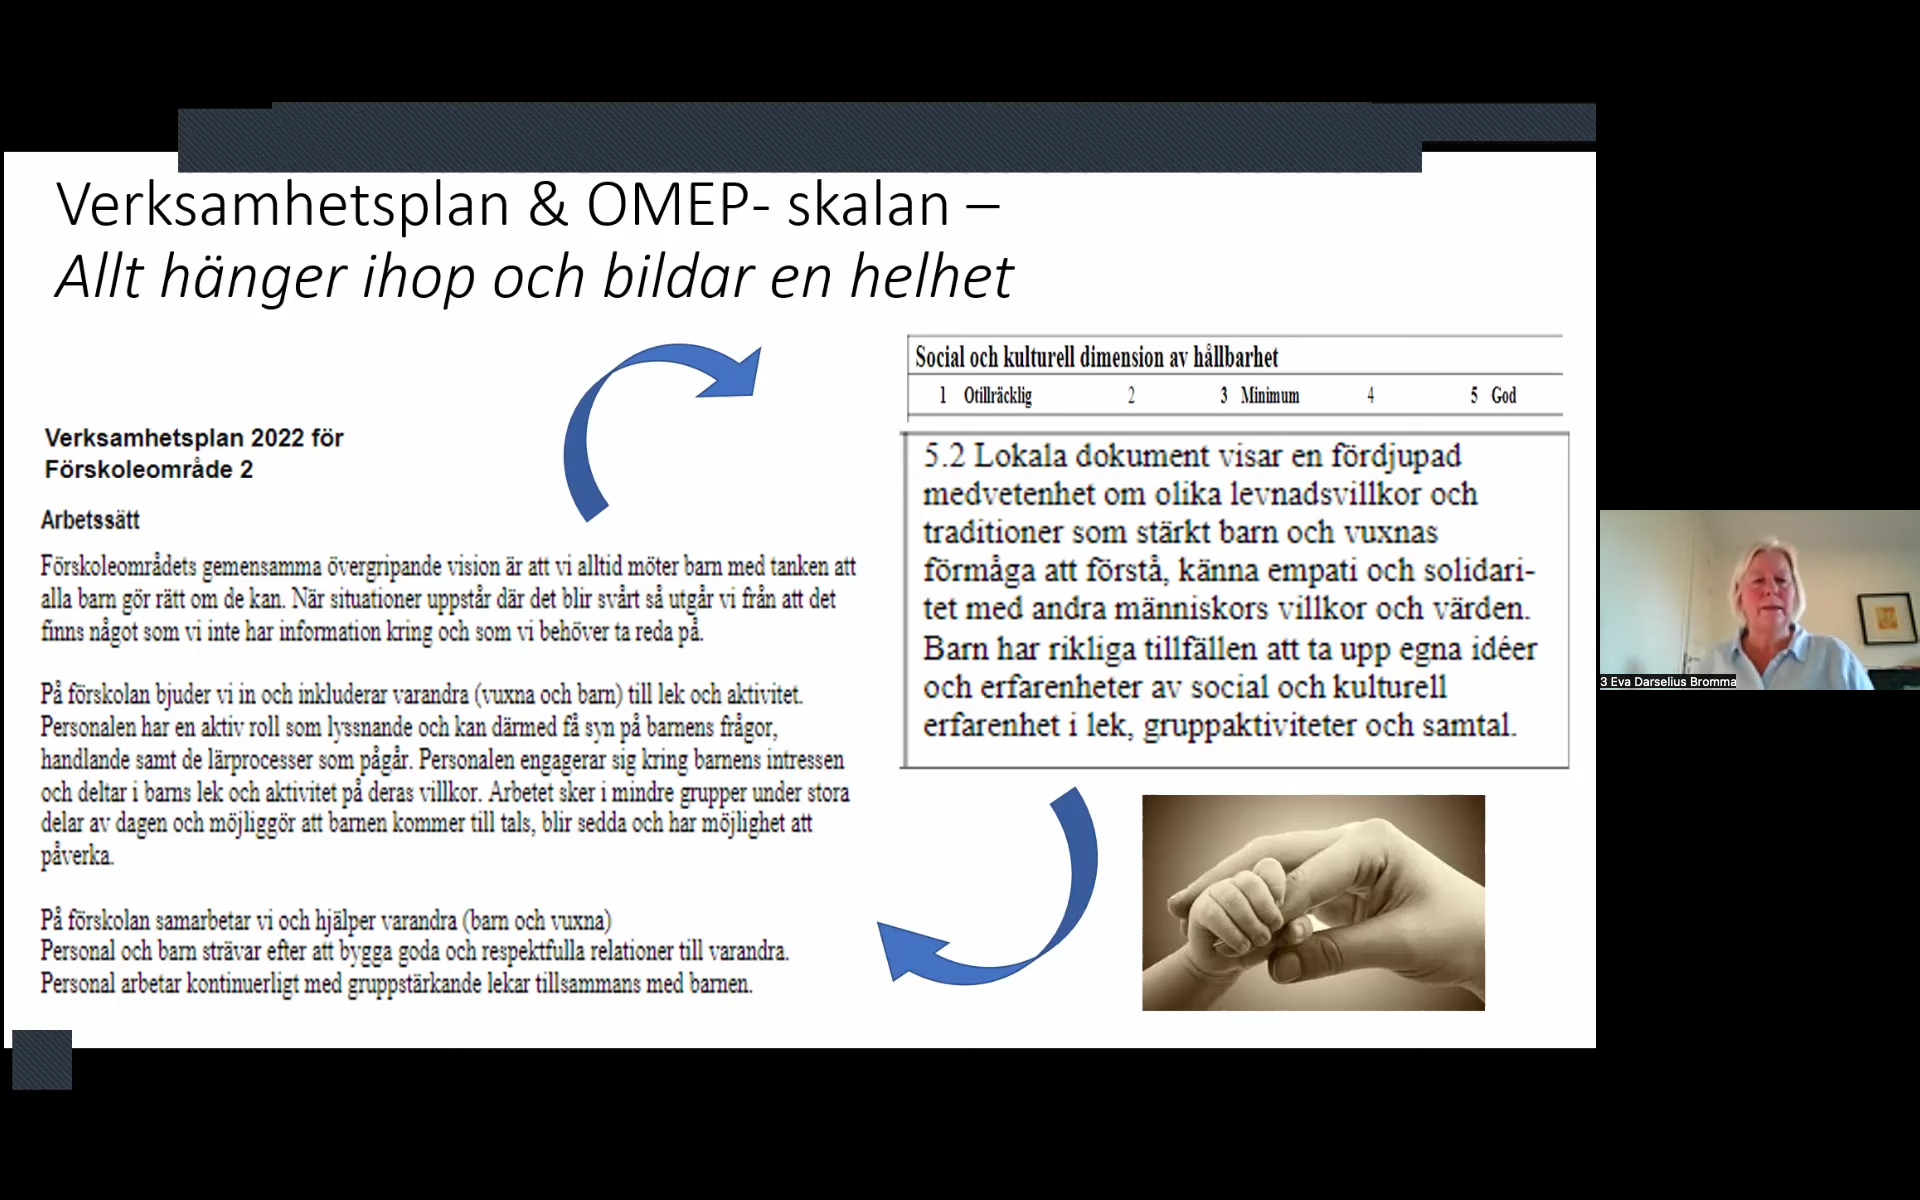 Verksamhetsplan & OMEP- skalan –
Allt hänger ihop och bildar en helhet
Verksamhetsplan 2022 för
Förskoleområde 2
Arbetssätt
Förskoleområdets gemensamma övergripande vision är att vi alltid möter barn med tanken att
alla barn gör rätt om de kan. När situationer uppstår där det blir svårt så utgår vi från att det
finns något som vi inte har information kring och som vi behöver ta reda på.
På förskolan bjuder vi in och inkluderar varandra (vuxna och barn) till lek och aktivitet.
Personalen har en aktiv roll som lyssnande och kan därmed få syn på barnens frågor,
handlande samt de lärprocesser som pågår. Personalen engagerar sig kring barnens intressen
och deltar i barns lek och aktivitet på deras villkor. Arbetet sker i mindre grupper under stora
delar av dagen och möjliggör att barnen kommer till tals, blir sedda och har möjlighet att
påverka.
På förskolan samarbetar vi och hjälper varandra (barn och vuxna)
Personal och barn strävar efter att bygga goda och respektfulla relationer till varandra.
Personal arbetar kontinuerligt med gruppstärkande lekar tillsammans med barnen.
Social och kulturell dimension av hållbarhet
1 Otillräcklig 2 3 Minimum 4 5 God
5.2 Lokala dokument visar en fördjupad
medvetenhet om olika levnadsvillkor och
traditioner som stärkt barn och vuxnas
förmåga att förstå, känna empati och solidari-
tet med andra människors villkor och värden.
Barn har rikliga tillfällen att ta upp egna idéer
och erfarenheter av social och kulturell
erfarenhet i lek, gruppaktiviteter och samtal.
3 Eva Darselius Bromma